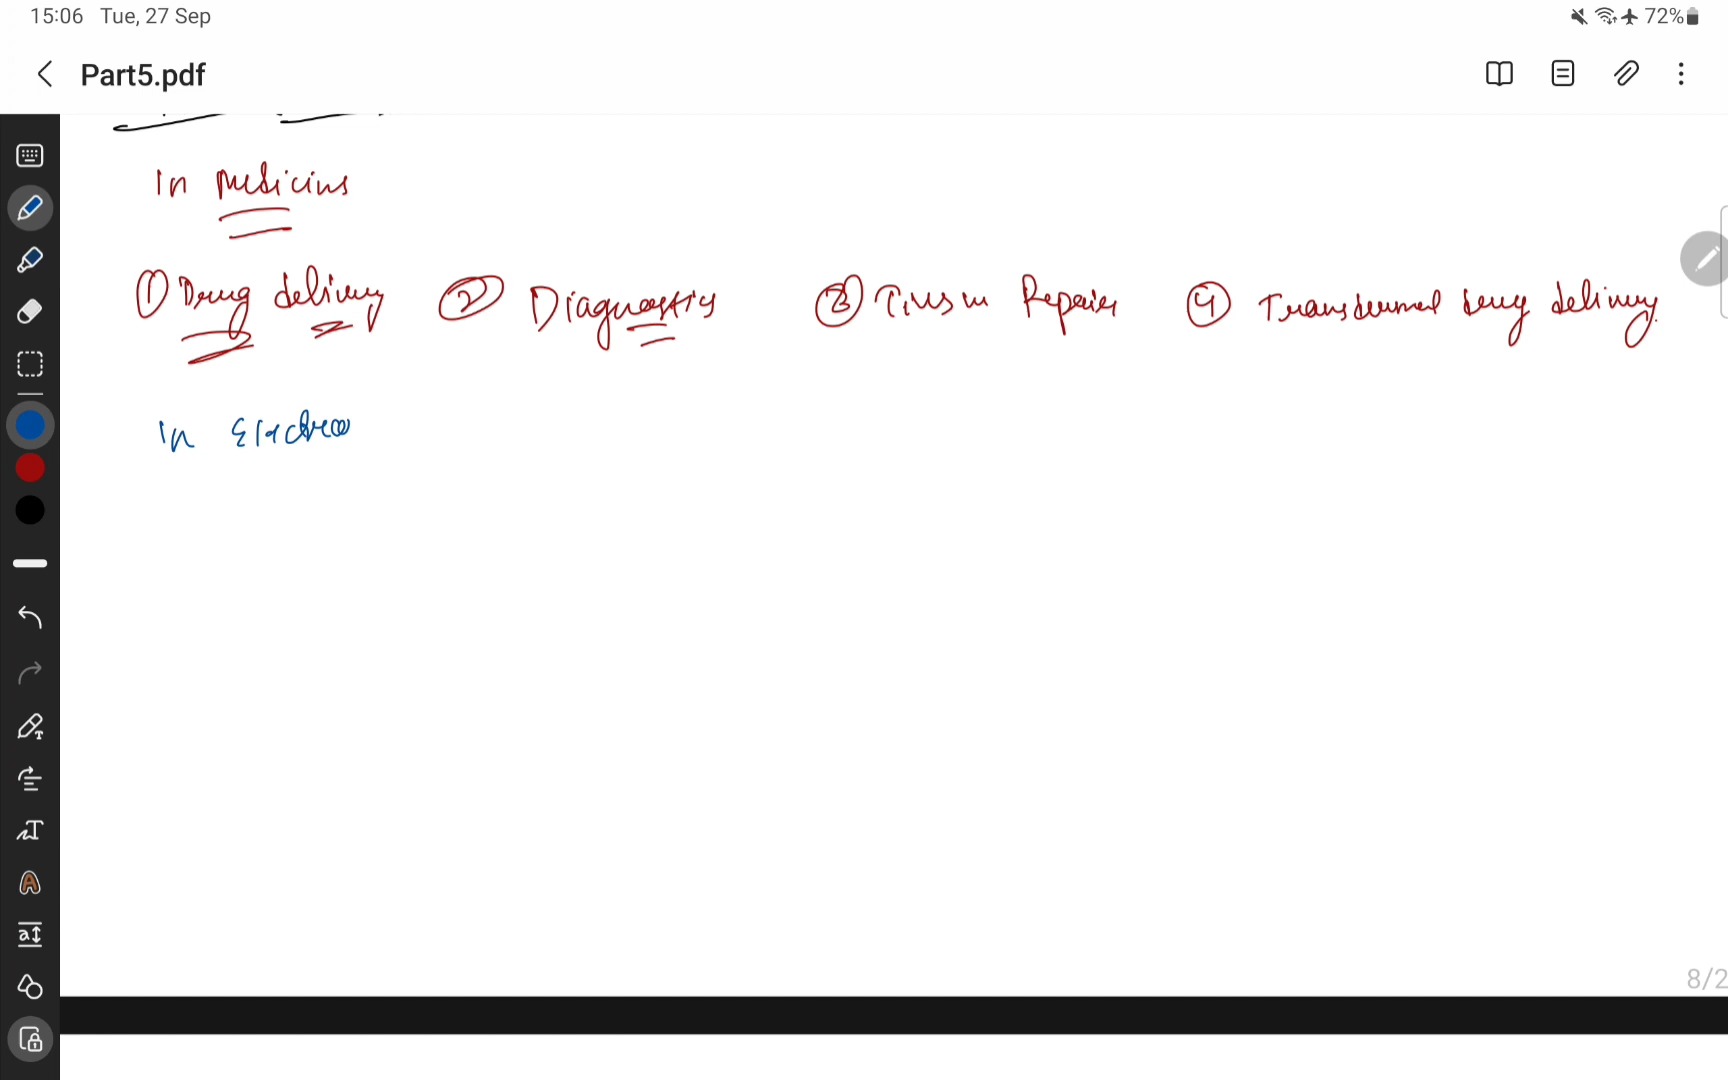 15:06 Tue, 27 Sep 72%
Part5.pdf
In Medicine
① Drug delivery ② Diagnostics ③ Tissue Repair ④ Transdermal drug delivery
In Electro
8/2